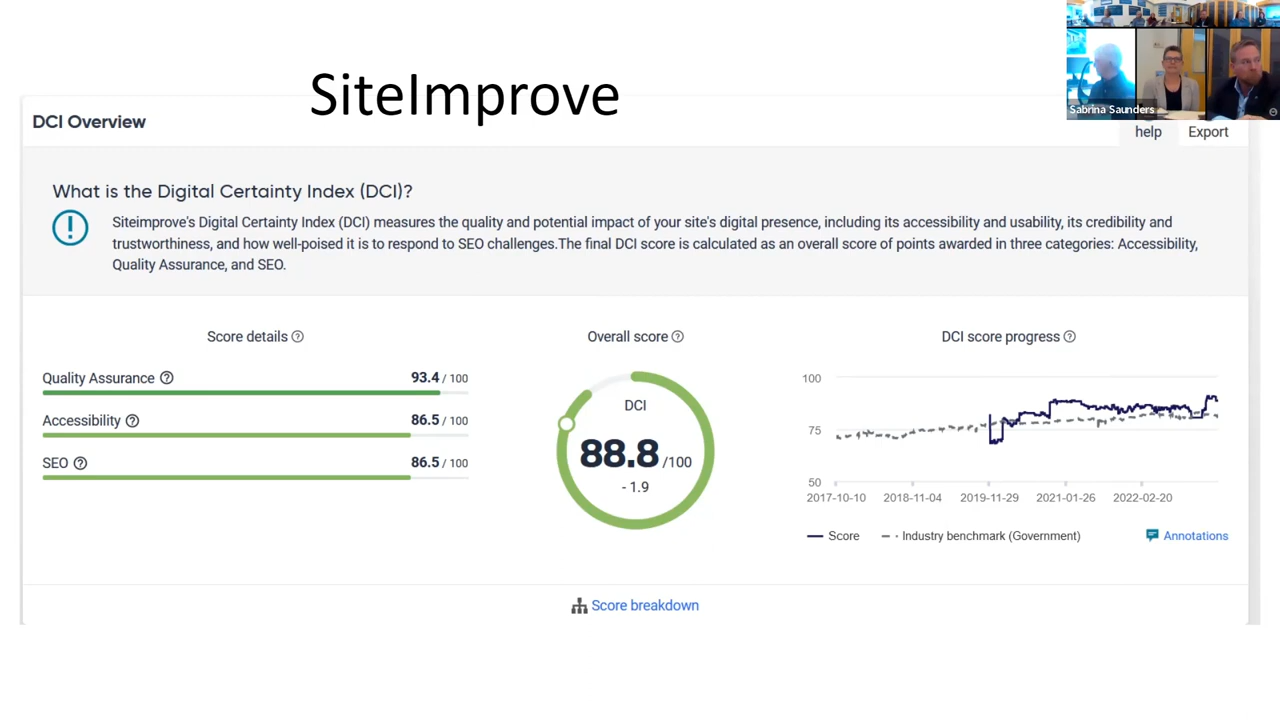 SiteImprove
Sabrina Saunders
DCI Overview
help
Export
What is the Digital Certainty Index (DCI)?
Siteimprove's Digital Certainty Index (DCI) measures the quality and potential impact of your site's digital presence, including its accessibility and usability, its credibility and
trustworthiness, and how well-poised it is to respond to SEO challenges.The final DCI score is calculated as an overall score of points awarded in three categories: Accessibility,
Quality Assurance, and SEO.
Score details
Quality Assurance 93.4 / 100
Accessibility 86.5 / 100
SEO 86.5 / 100
Overall score
DCI
88.8 /100
- 1.9
DCI score progress
100
75
50
2017-10-10 2018-11-04 2019-11-29 2021-01-26 2022-02-20
Score
Industry benchmark (Government)
Annotations
Score breakdown